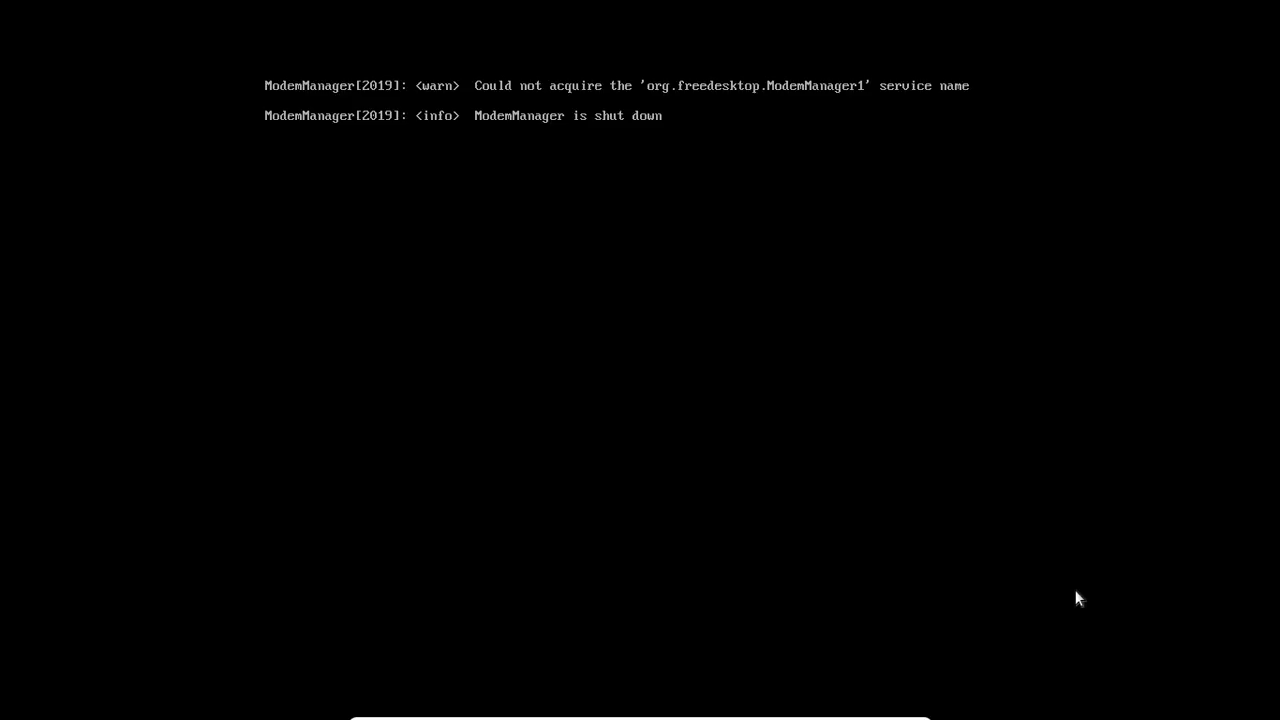 ModemManager[2019]: <warn>  Could not acquire the 'org.freedesktop.ModemManager1' service name
ModemManager[2019]: <info>  ModemManager is shut down